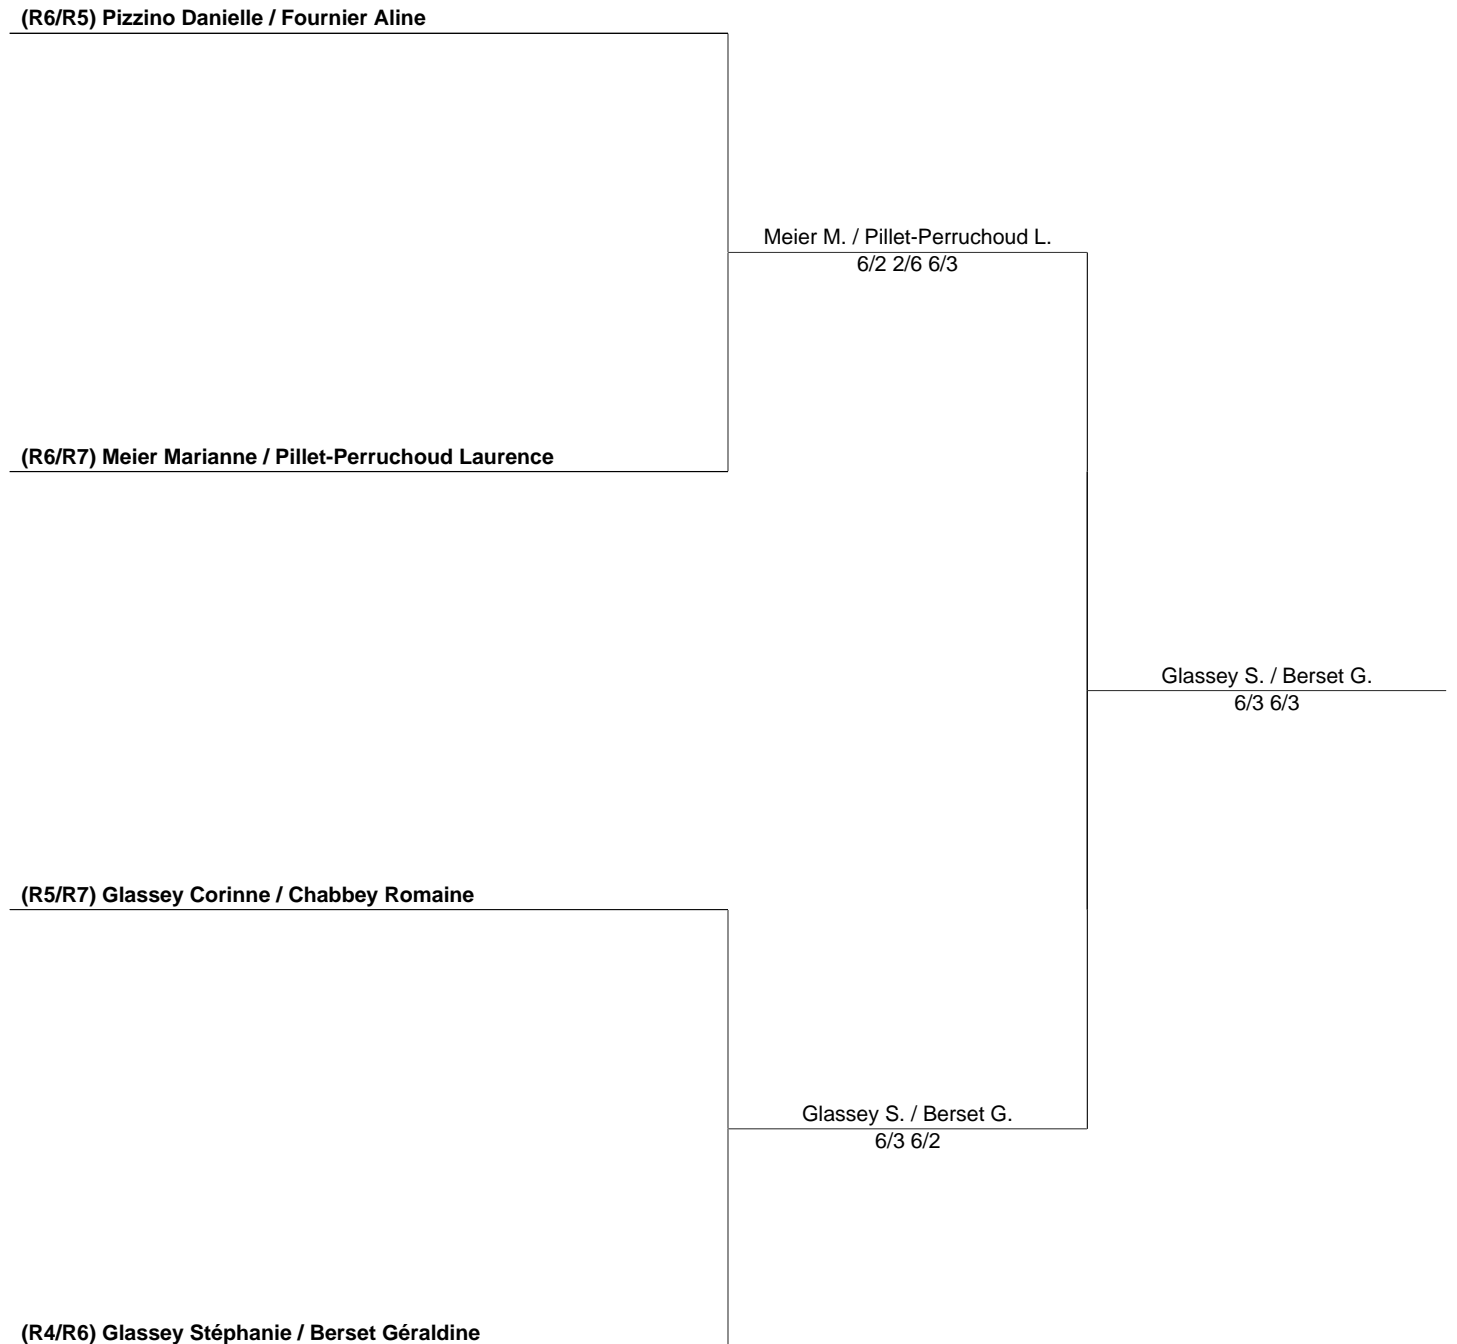 (R6/R5) Pizzino Danielle / Fournier Aline
Meier M. / Pillet-Perruchoud L.
6/2 2/6 6/3
(R6/R7) Meier Marianne / Pillet-Perruchoud Laurence
Glassey S. / Berset G.
6/3 6/3
(R5/R7) Glassey Corinne / Chabbey Romaine
Glassey S. / Berset G.
6/3 6/2
(R4/R6) Glassey Stéphanie / Berset Géraldine